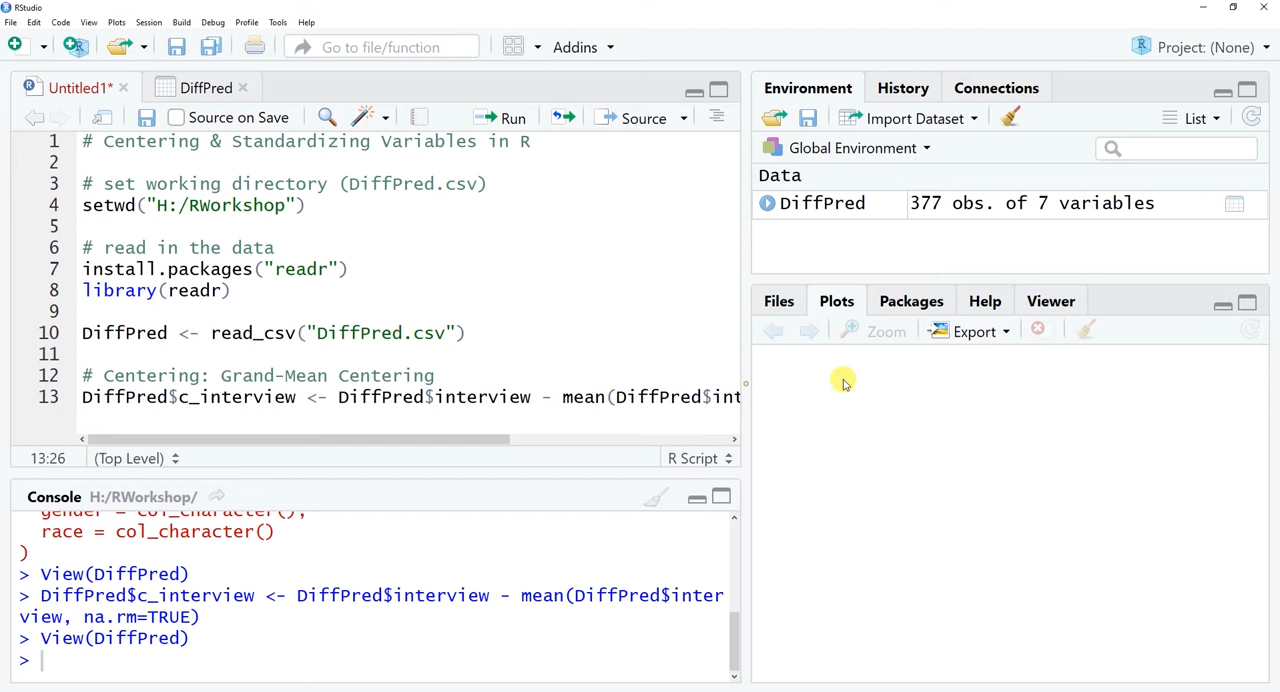 RStudio
File Edit Code View Plots Session Build Debug Profile Tools Help
Go to file/function Addins Project: (None)
Untitled1* DiffPred
Source on Save Run Source
1 # Centering & Standardizing Variables in R
2
3 # set working directory (DiffPred.csv)
4 setwd("H:/RWorkshop")
5
6 # read in the data
7 install.packages("readr")
8 library(readr)
9
10 DiffPred <- read_csv("DiffPred.csv")
11
12 # Centering: Grand-Mean Centering
13 DiffPred$c_interview <- DiffPred$interview - mean(DiffPred$int
13:26 (Top Level) R Script
Console H:/RWorkshop/
gender = col_character(),
race = col_character()
)
> View(DiffPred)
> DiffPred$c_interview <- DiffPred$interview - mean(DiffPred$inter
view, na.rm=TRUE)
> View(DiffPred)
>
Environment History Connections
Import Dataset List
Global Environment
Data
DiffPred 377 obs. of 7 variables
Files Plots Packages Help Viewer
Zoom Export